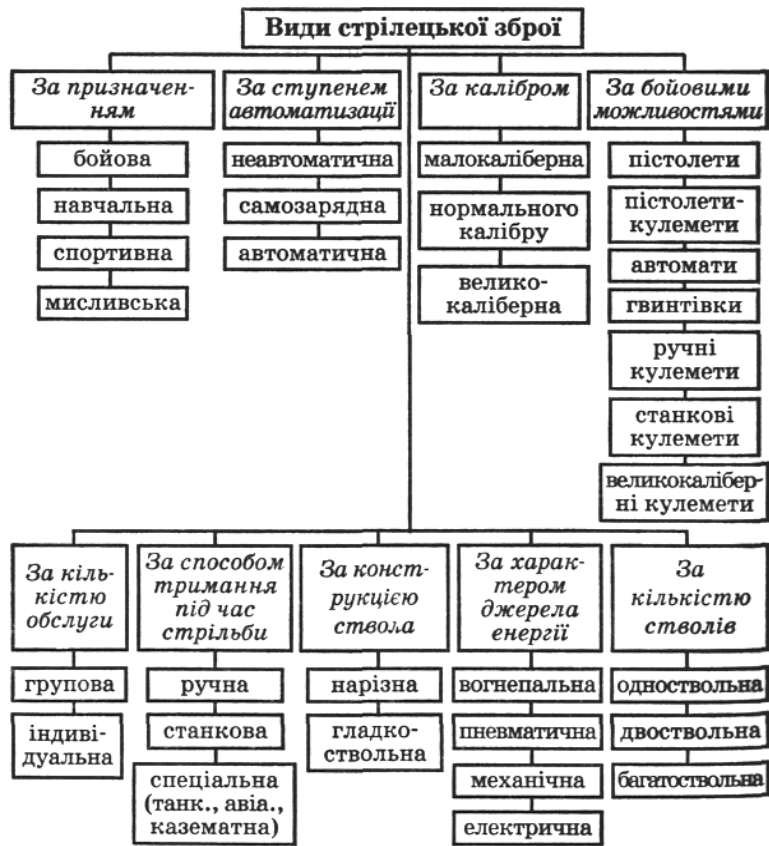 Види стрілецької зброї
За призначен-
ням
бойова
навчальна
спортивна
мисливська
За ступенем
автоматизації
неавтоматична
самозарядна
автоматична
За калібром
малокаліберна
нормального
калібру
велико-
каліберна
За бойовими
можливостями
пістолети
пістолети-
кулемети
автомати
гвинтівки
ручні
кулемети
станкові
кулемети
великокалібер-
ні кулемети
За кіль-
кістю
обслуги
групова
індиві-
дуальна
За способом
тримання
під час
стрільби
ручна
станкова
спеціальна
(танк., авіа.,
казематна)
За конст-
рукцією
ствола
нарізна
гладко-
ствольна
За харак-
тером
джерела
енергії
вогнепальна
пневматична
механічна
електрична
За
кількістю
стволів
одноствольна
двоствольна
багатоствольна